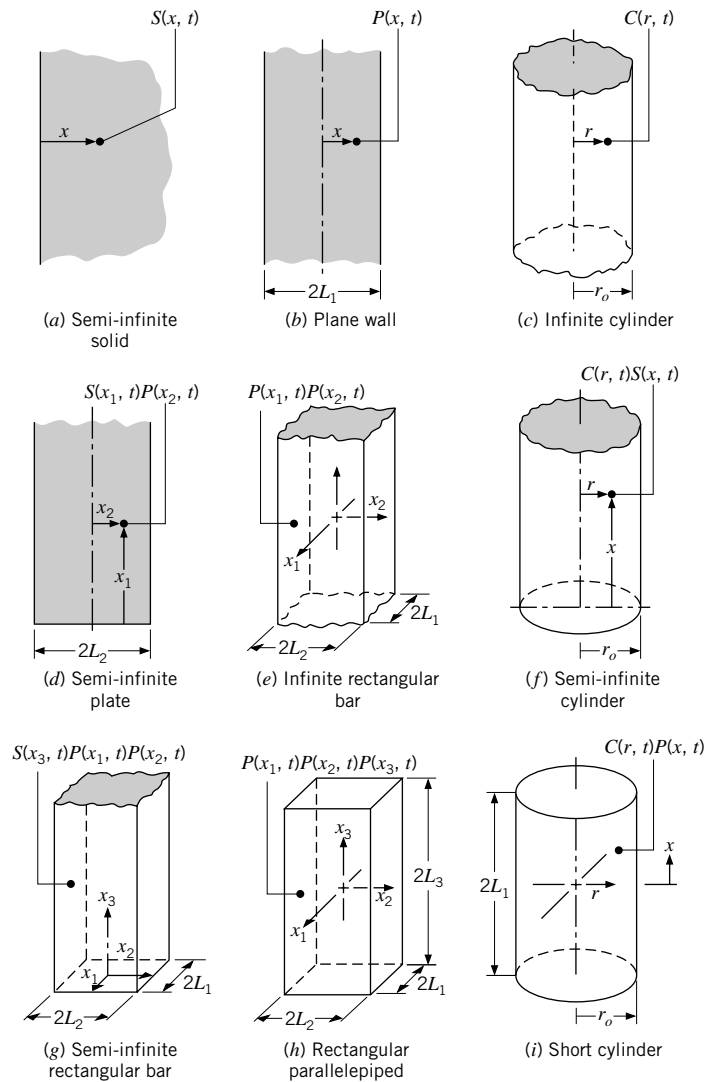 S(x, t)
x
(a) Semi-infinite
solid
P(x, t)
x
2L₁
(b) Plane wall
C(r, t)
r
rₒ
(c) Infinite cylinder
S(x₁, t)P(x₂, t)
x₂
x₁
2L₂
(d) Semi-infinite
plate
P(x₁, t)P(x₂, t)
x₂
x₁
2L₁
2L₂
(e) Infinite rectangular
bar
C(r, t)S(x, t)
r
x
rₒ
(f) Semi-infinite
cylinder
S(x₃, t)P(x₁, t)P(x₂, t)
x₃
x₂
x₁
2L₁
2L₂
(g) Semi-infinite
rectangular bar
P(x₁, t)P(x₂, t)P(x₃, t)
x₃
2L₃
x₂
x₁
2L₁
2L₂
(h) Rectangular
parallelepiped
C(r, t)P(x, t)
x
2L₁
r
rₒ
(i) Short cylinder